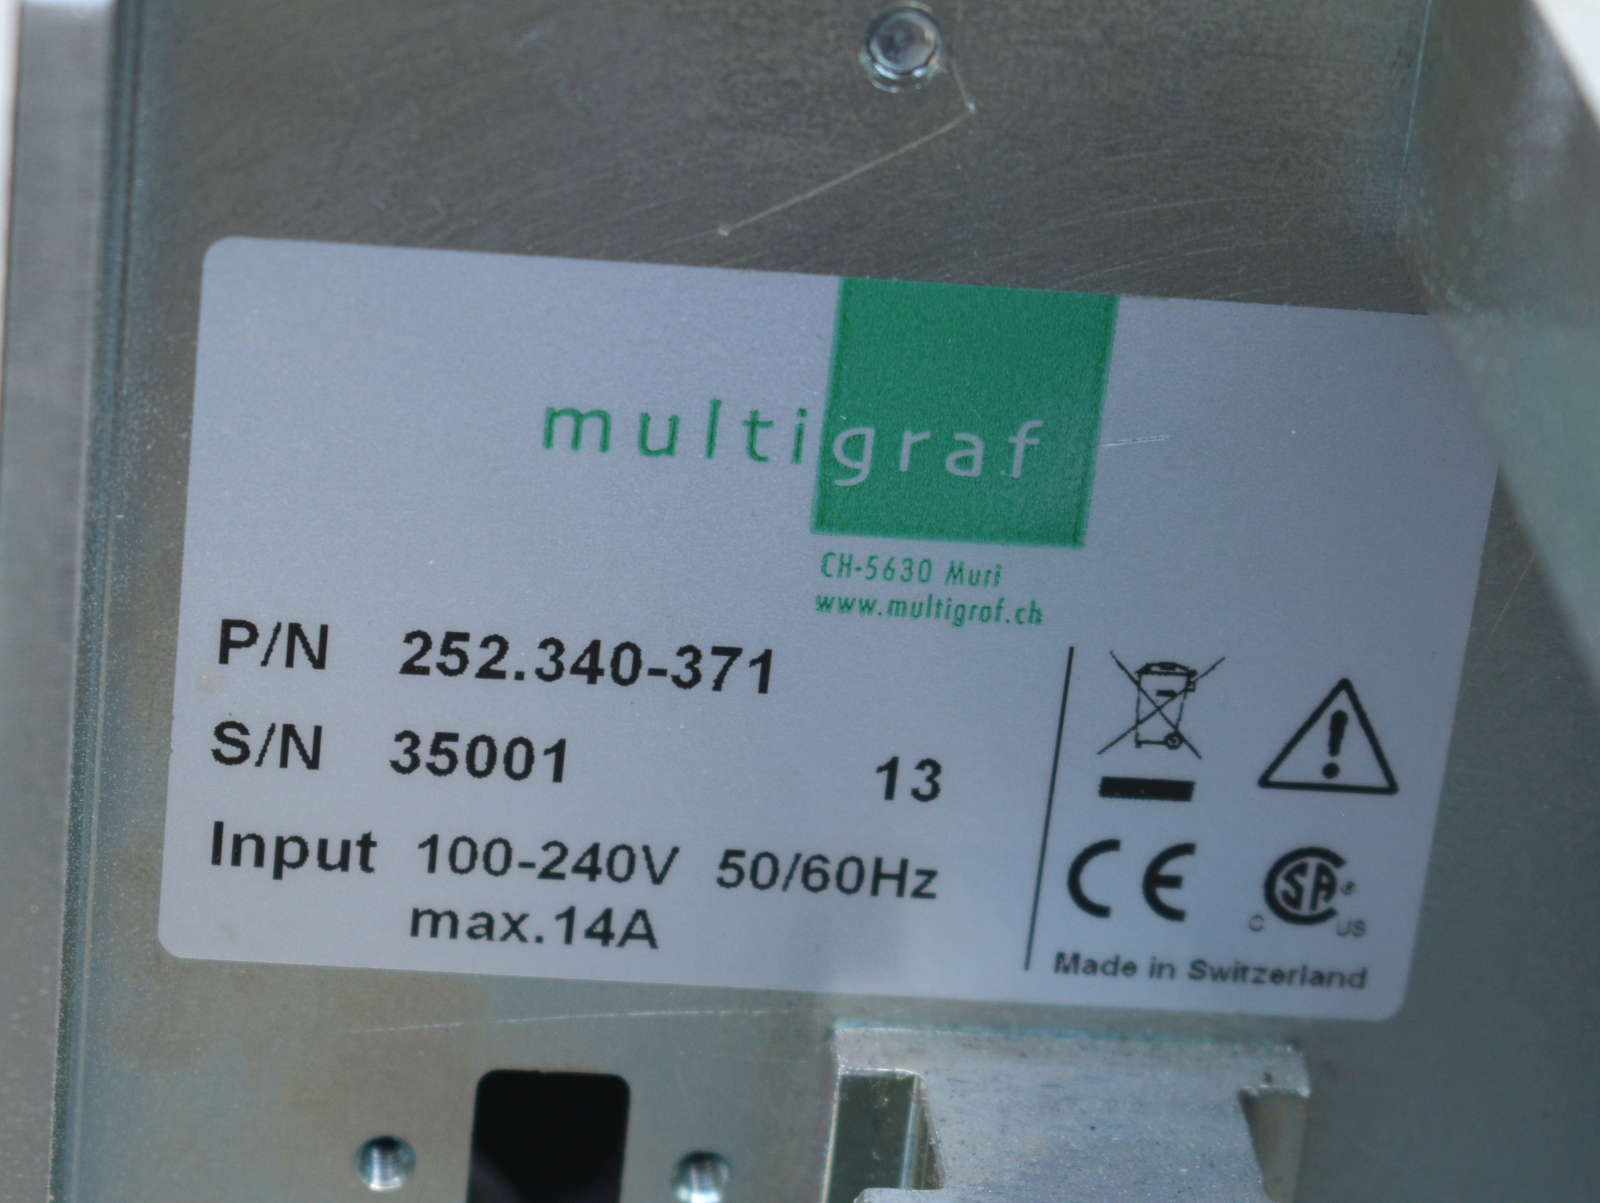 multigraf
CH-5630 Muri
www.multigraf.ch
P/N 252.340-371
S/N 35001 13
Input 100-240V 50/60Hz
max.14A
CE
C SA ® C US
Made in Switzerland